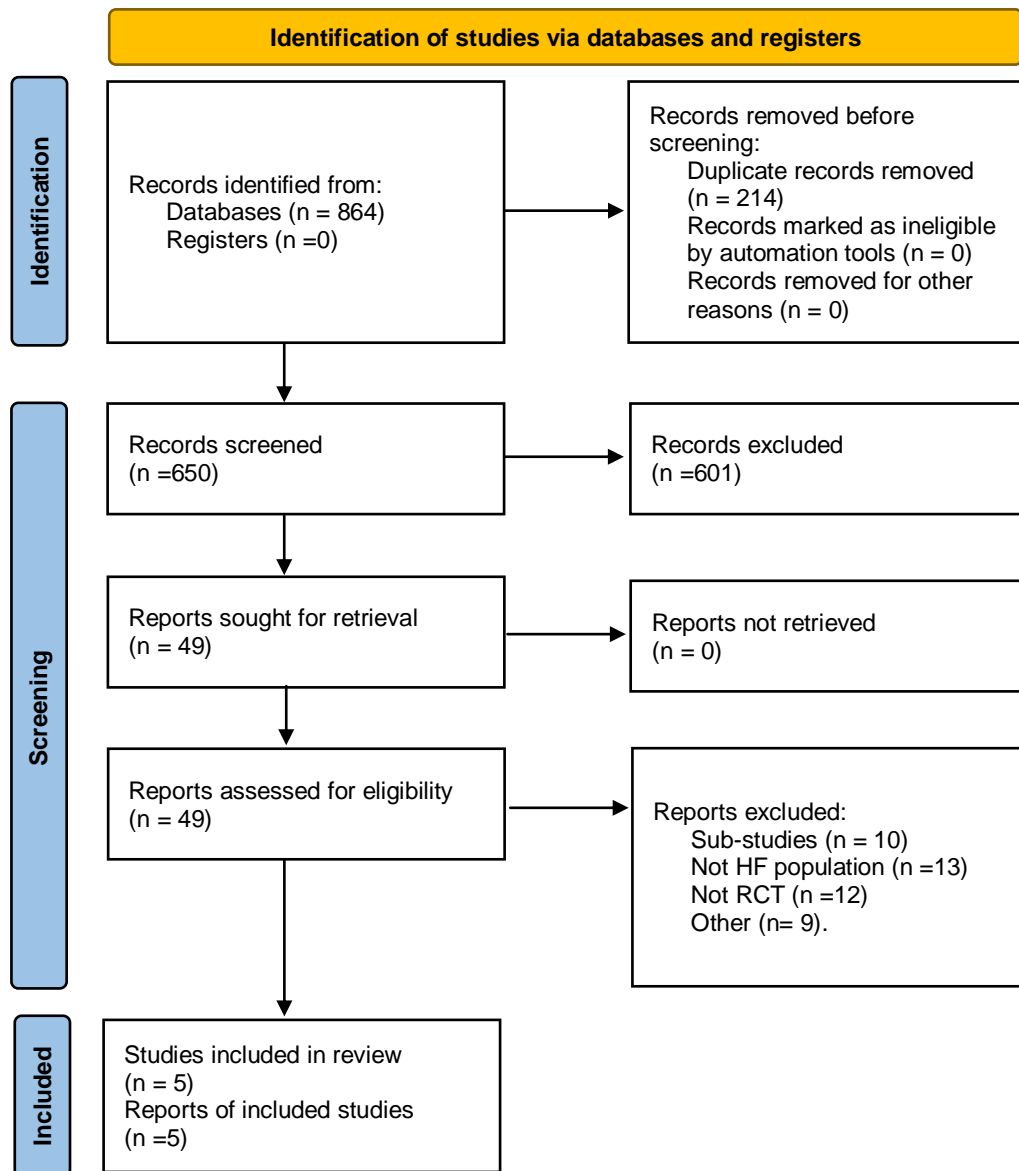 Identification of studies via databases and registers
Identification
Records identified from:
Databases (n = 864)
Registers (n =0)
Records removed before
screening:
Duplicate records removed
(n = 214)
Records marked as ineligible
by automation tools (n = 0)
Records removed for other
reasons (n = 0)
Screening
Records screened
(n =650)
Records excluded
(n =601)
Reports sought for retrieval
(n = 49)
Reports not retrieved
(n = 0)
Reports assessed for eligibility
(n = 49)
Reports excluded:
Sub-studies (n = 10)
Not HF population (n =13)
Not RCT (n =12)
Other (n= 9).
Included
Studies included in review
(n = 5)
Reports of included studies
(n =5)